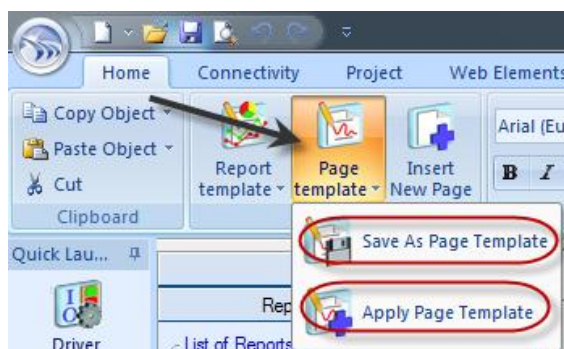 Home Connectivity Project Web Elements
Copy Object
Paste Object
Cut
Report template
Page template
Insert New Page
Arial (Eu
B I
Clipboard
Save As Page Template
Apply Page Template
Quick Lau...
Rep
Driver
List of Reports